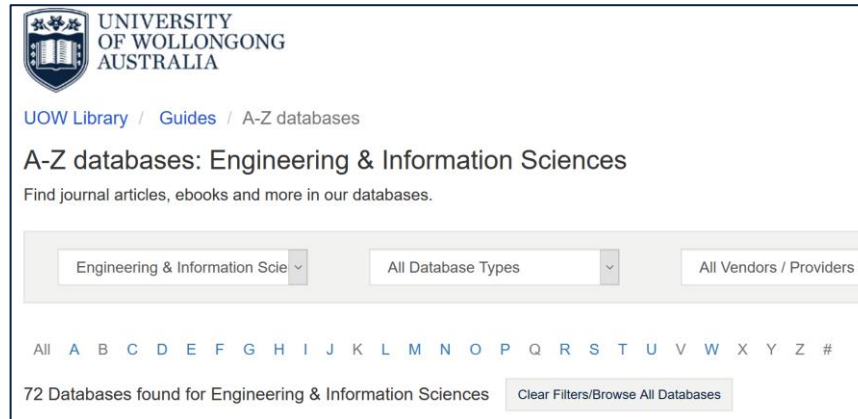 UNIVERSITY
OF WOLLONGONG
AUSTRALIA
UOW Library / Guides / A-Z databases
A-Z databases: Engineering & Information Sciences
Find journal articles, ebooks and more in our databases.
Engineering & Information Scie All Database Types All Vendors / Providers
All A B C D E F G H I J K L M N O P Q R S T U V W X Y Z #
72 Databases found for Engineering & Information Sciences Clear Filters/Browse All Databases